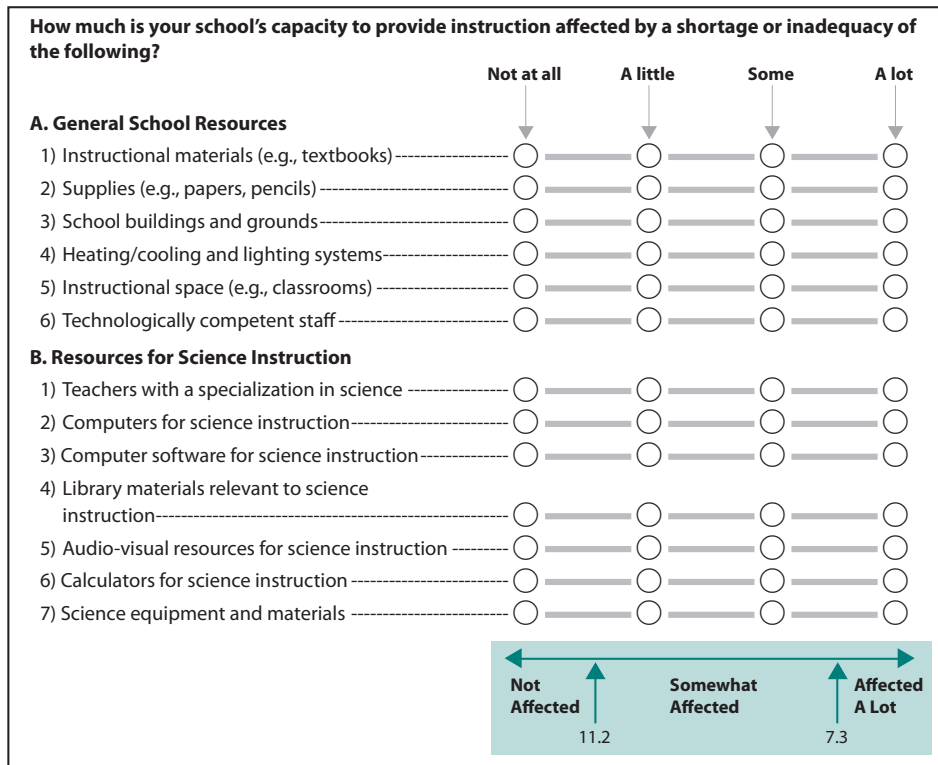 How much is your school's capacity to provide instruction affected by a shortage or inadequacy of
the following?
Not at all A little Some A lot
A. General School Resources
1) Instructional materials (e.g., textbooks)
2) Supplies (e.g., papers, pencils)
3) School buildings and grounds
4) Heating/cooling and lighting systems
5) Instructional space (e.g., classrooms)
6) Technologically competent staff
B. Resources for Science Instruction
1) Teachers with a specialization in science
2) Computers for science instruction
3) Computer software for science instruction
4) Library materials relevant to science
instruction
5) Audio-visual resources for science instruction
6) Calculators for science instruction
7) Science equipment and materials
Not Somewhat Affected
Affected Affected A Lot
11.2 7.3